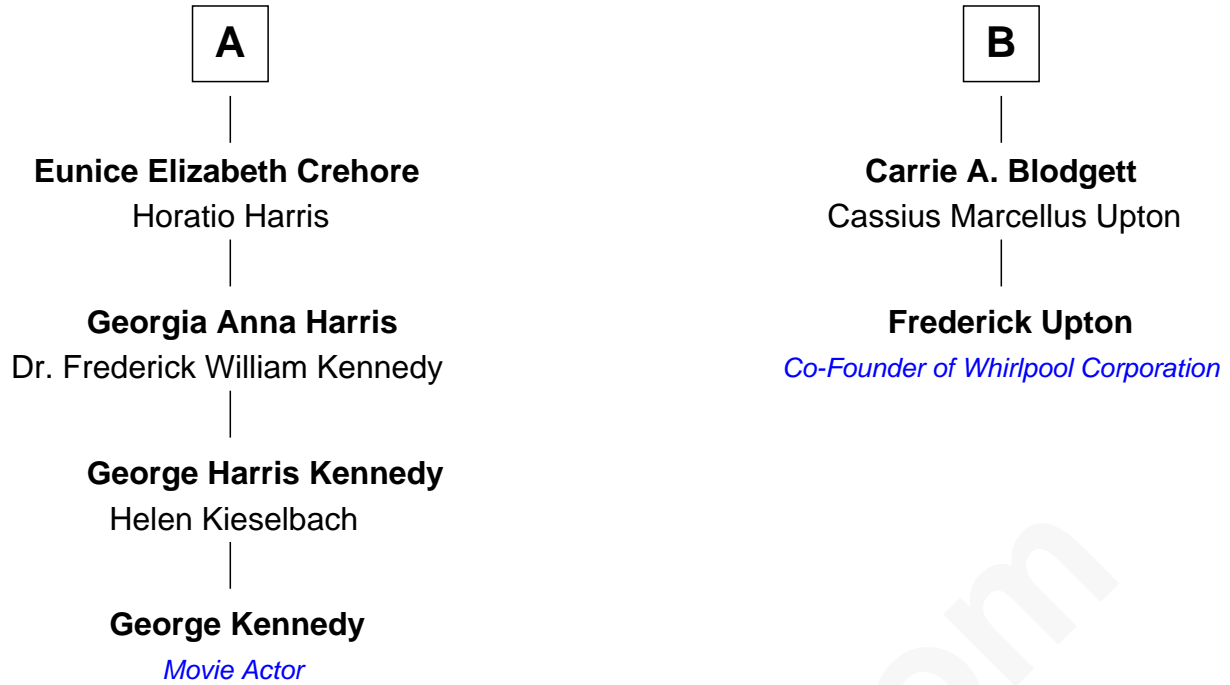 A
Eunice Elizabeth Crehore
Horatio Harris
Georgia Anna Harris
Dr. Frederick William Kennedy
George Harris Kennedy
Helen Kieselbach
George Kennedy
Movie Actor
B
Carrie A. Blodgett
Cassius Marcellus Upton
Frederick Upton
Co-Founder of Whirlpool Corporation
om